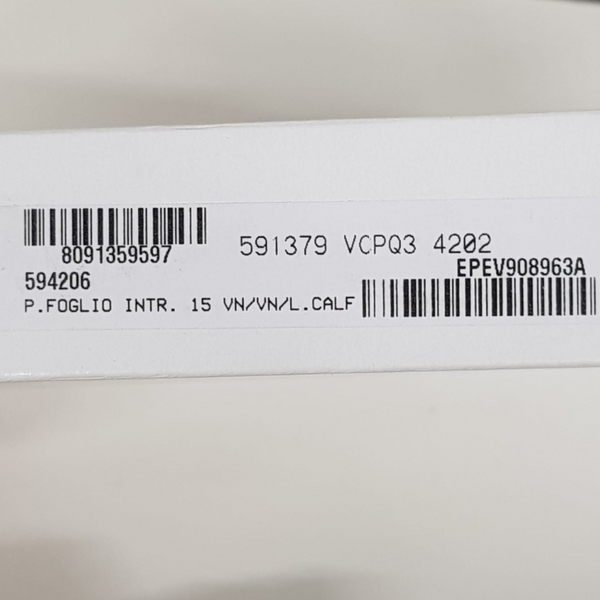 8091359597
591379 VCPQ3 4202
594206
EPEV908963A
P.FOGLIO INTR. 15 VN/VN/L.CALF